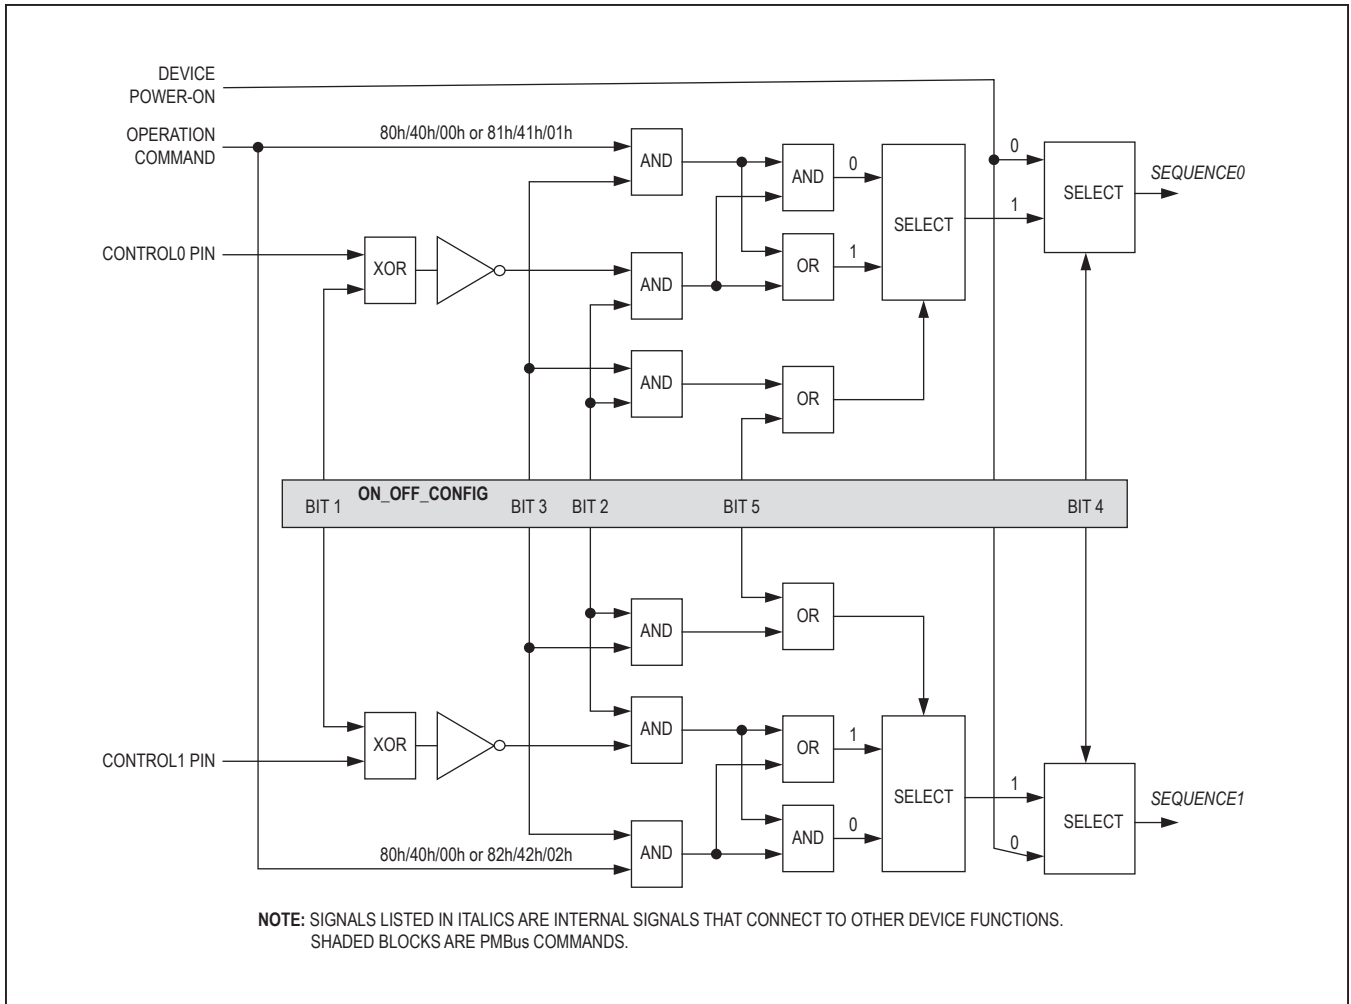 DEVICE
POWER-ON
OPERATION
COMMAND
80h/40h/00h or 81h/41h/01h
AND
AND
0
0
SELECT
SEQUENCE0
SELECT
1
CONTROL0 PIN
XOR
AND
OR
1
AND
OR
ON_OFF_CONFIG
BIT 1
BIT 3
BIT 2
BIT 5
BIT 4
AND
OR
CONTROL1 PIN
XOR
AND
OR
1
SELECT
1
SELECT
SEQUENCE1
80h/40h/00h or 82h/42h/02h
AND
AND
0
0
NOTE: SIGNALS LISTED IN ITALICS ARE INTERNAL SIGNALS THAT CONNECT TO OTHER DEVICE FUNCTIONS.
SHADED BLOCKS ARE PMBus COMMANDS.